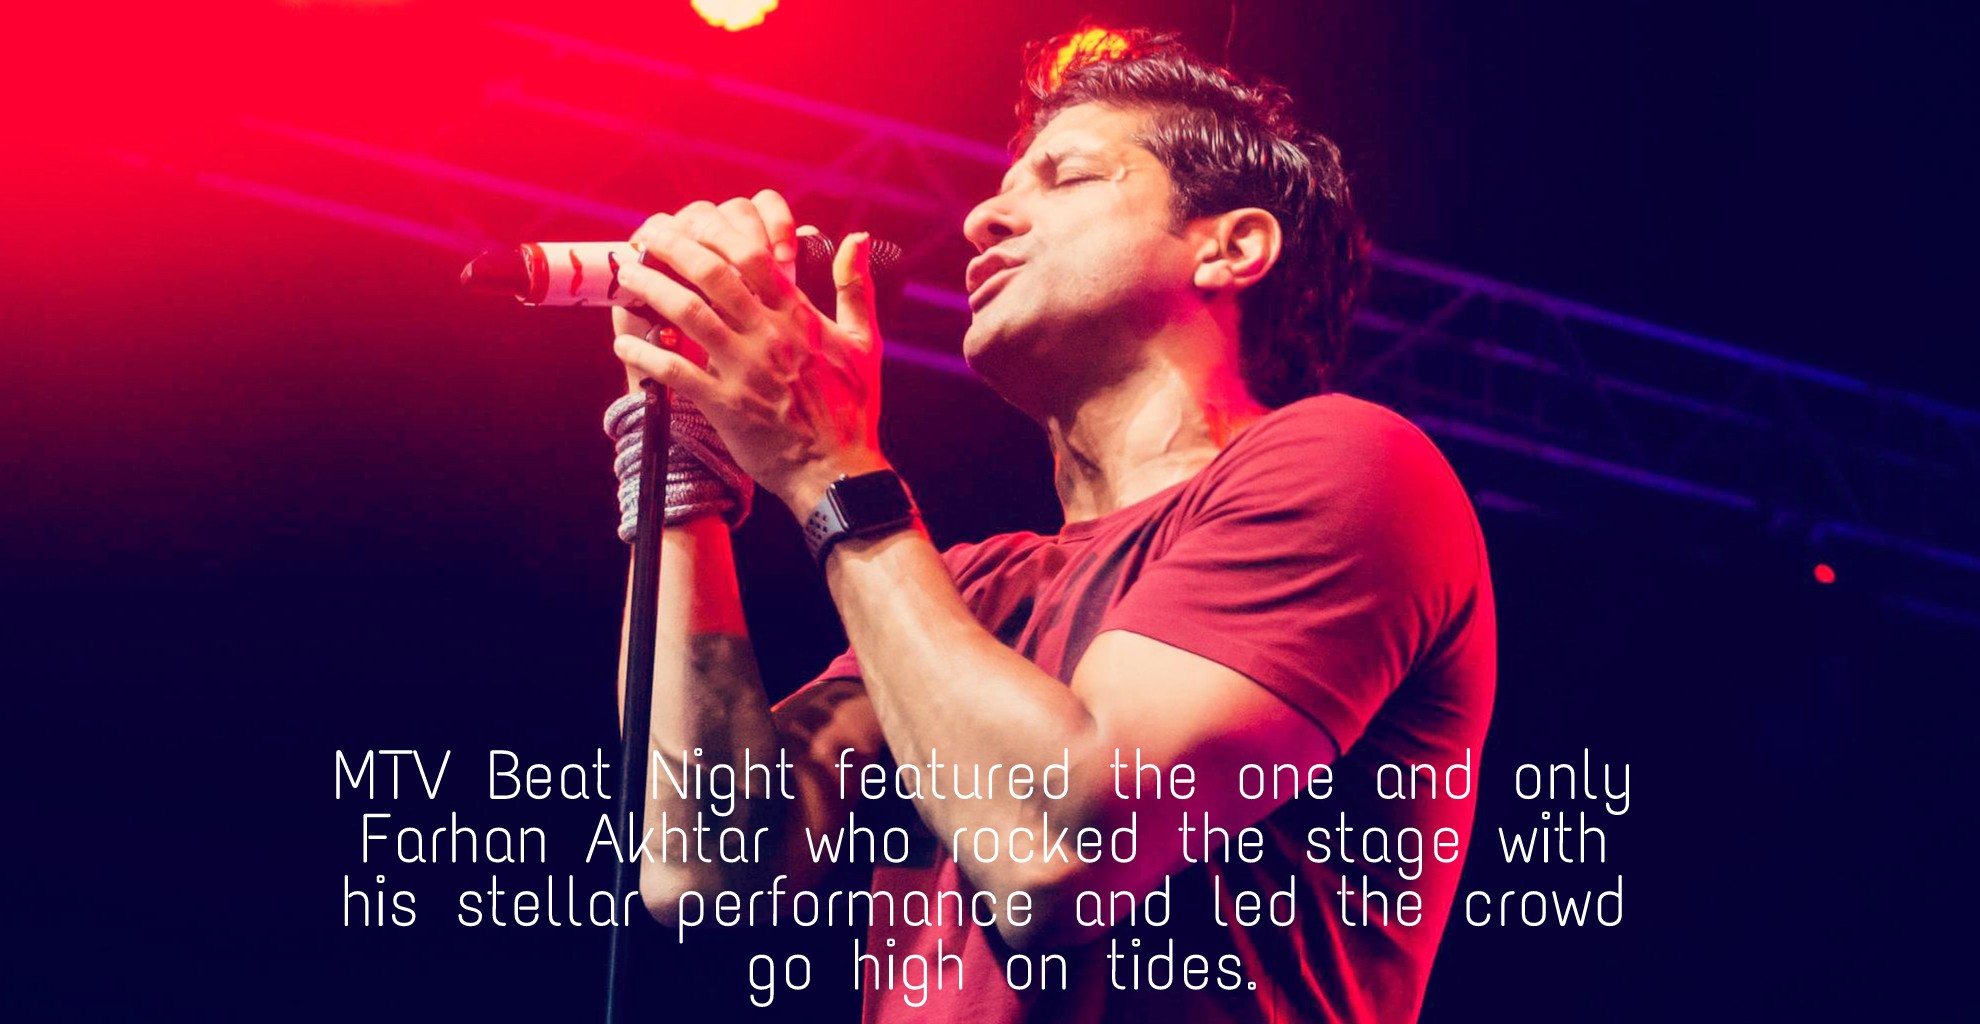 MTV Beat Night featured the one and only
Farhan Akhtar who rocked the stage with
his stellar performance and led the crowd
go high on tides.